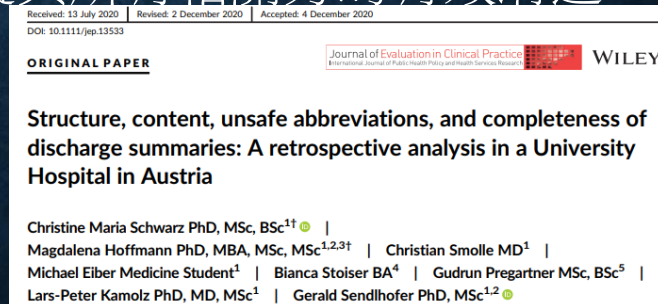 Received: 13 July 2020 | Revised: 2 December 2020 | Accepted: 4 December 2020
DOI: 10.1111/jep.13533
ORIGINAL PAPER
Journal of Evaluation in Clinical Practice
International Journal of Public Health Policy and Health Services Research
WILEY
Structure, content, unsafe abbreviations, and completeness of
discharge summaries: A retrospective analysis in a University
Hospital in Austria
Christine Maria Schwarz PhD, MSc, BSc1† |
Magdalena Hoffmann PhD, MBA, MSc, MSc1,2,3† | Christian Smolle MD1 |
Michael Eiber Medicine Student1 | Bianca Stoiser BA4 | Gudrun Pregartner MSc, BSc5 |
Lars-Peter Kamolz PhD, MD, MSc1 | Gerald Sendlhofer PhD, MSc1,2